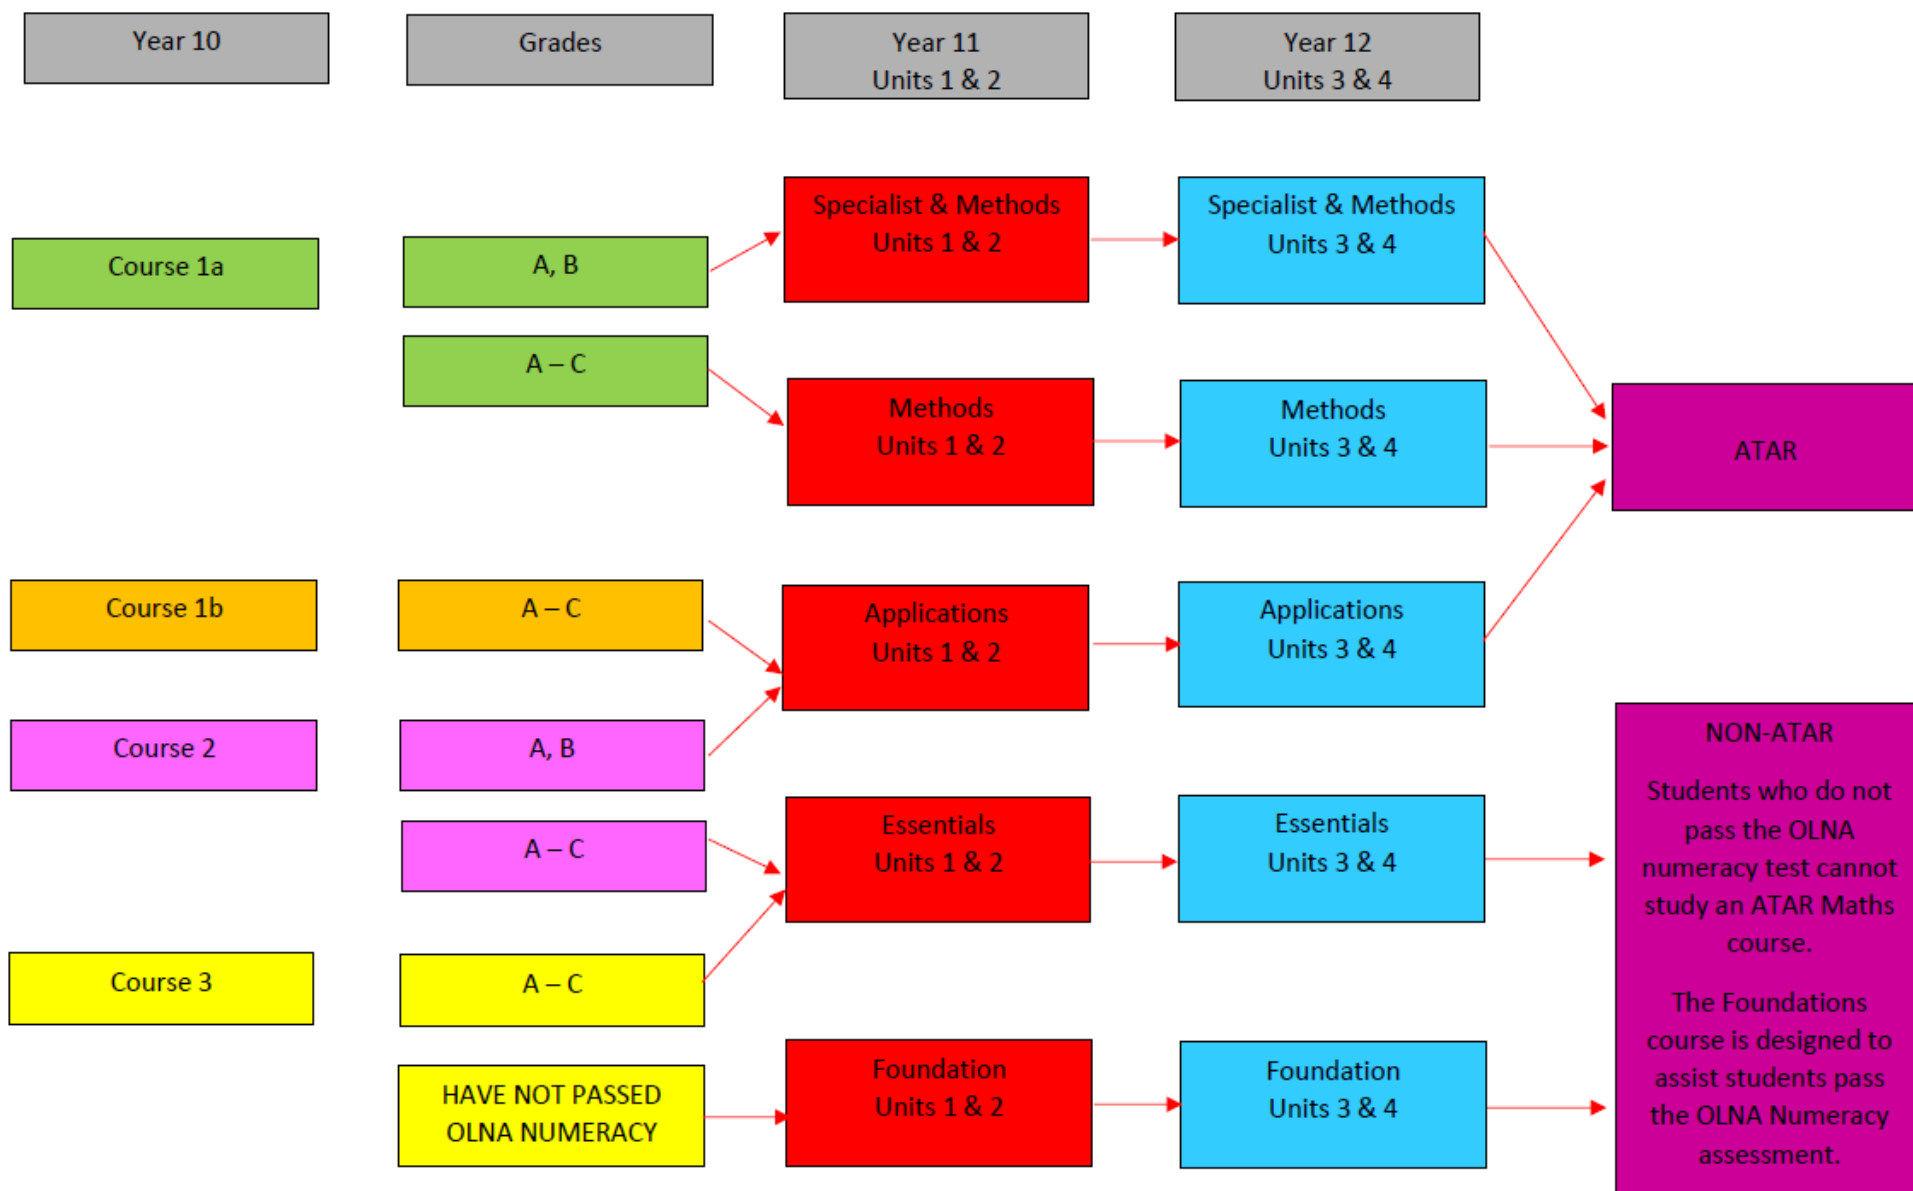 Year 10
Grades
Year 11
Units 1 & 2
Year 12
Units 3 & 4
Specialist & Methods
Units 1 & 2
Specialist & Methods
Units 3 & 4
Course 1a
A, B
A – C
Methods
Units 1 & 2
Methods
Units 3 & 4
ATAR
Course 1b
A – C
Applications
Units 1 & 2
Applications
Units 3 & 4
Course 2
A, B
A – C
Essentials
Units 1 & 2
Essentials
Units 3 & 4
NON-ATAR
Students who do not
pass the OLNA
numeracy test cannot
study an ATAR Maths
course.
The Foundations
course is designed to
assist students pass
the OLNA Numeracy
assessment.
Course 3
A – C
HAVE NOT PASSED
OLNA NUMERACY
Foundation
Units 1 & 2
Foundation
Units 3 & 4